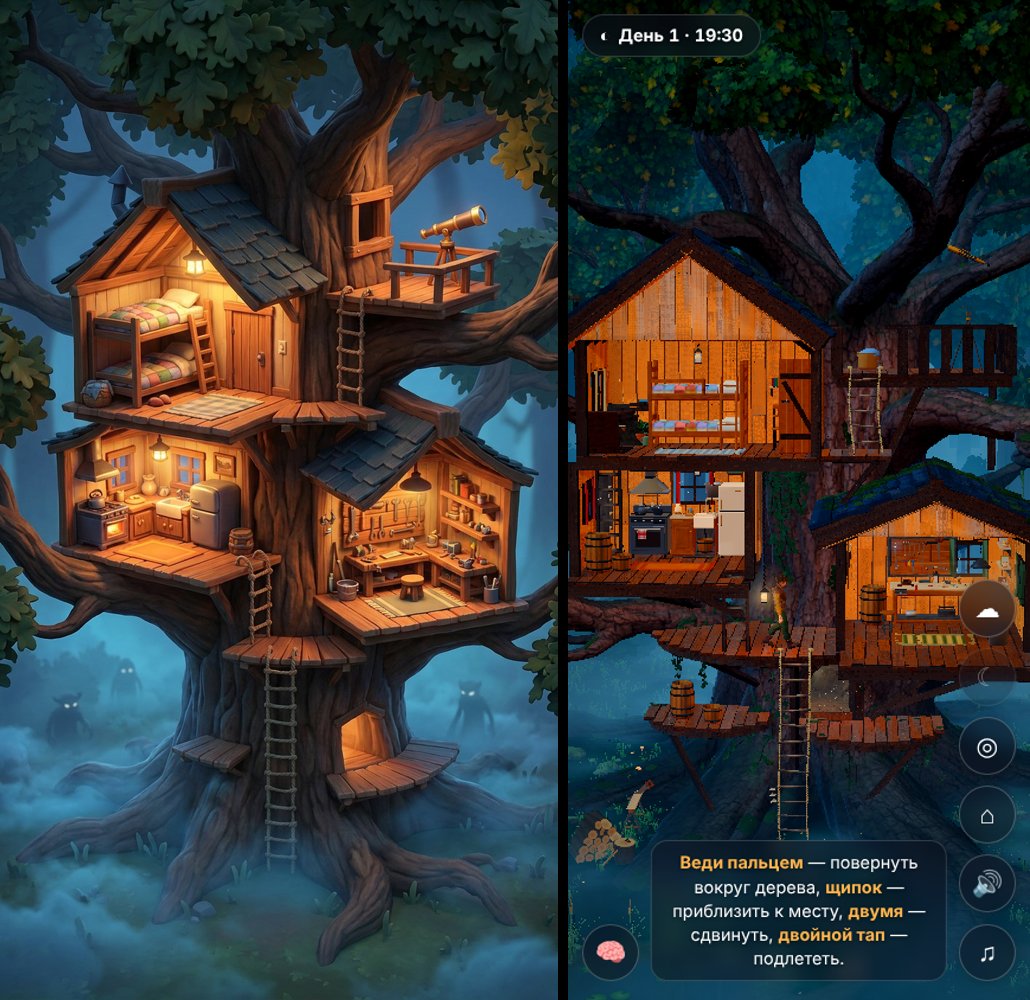 День 1 · 19:30
Веди пальцем — повернуть
вокруг дерева, щипок —
приблизить к месту, двумя —
сдвинуть, двойной тап —
подлететь.